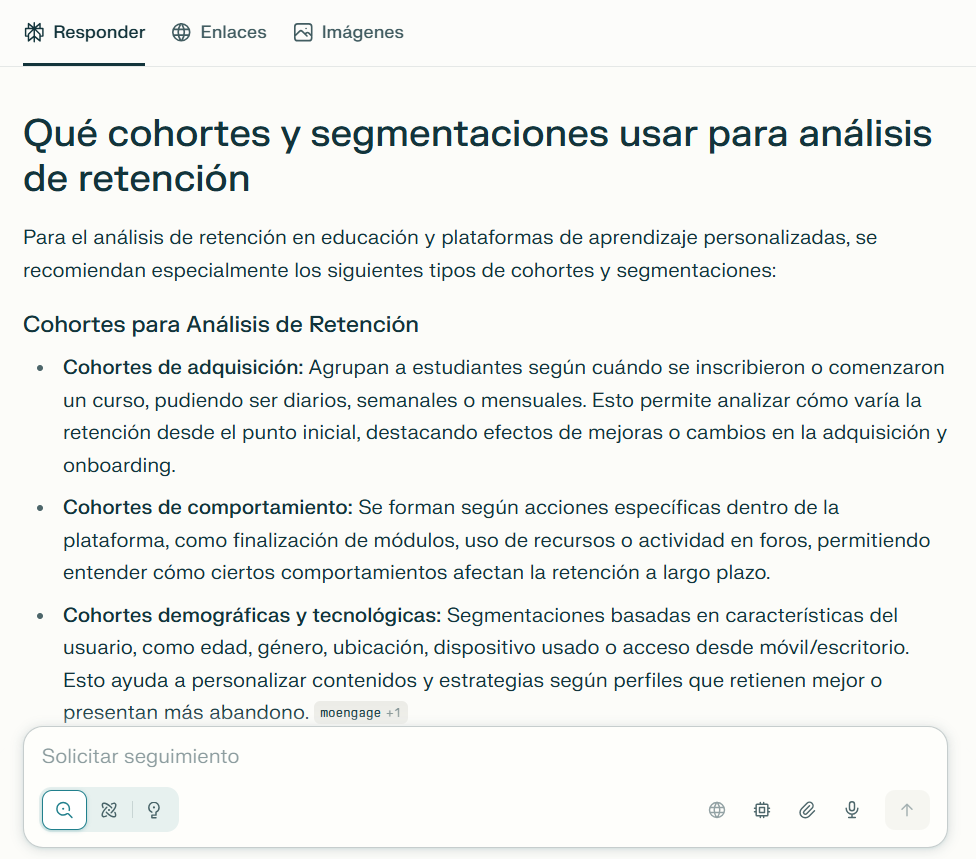 Responder Enlaces Imágenes
Qué cohortes y segmentaciones usar para análisis
de retención
Para el análisis de retención en educación y plataformas de aprendizaje personalizadas, se
recomiendan especialmente los siguientes tipos de cohortes y segmentaciones:
Cohortes para Análisis de Retención
• Cohortes de adquisición: Agrupan a estudiantes según cuándo se inscribieron o comenzaron
un curso, pudiendo ser diarios, semanales o mensuales. Esto permite analizar cómo varía la
retención desde el punto inicial, destacando efectos de mejoras o cambios en la adquisición y
onboarding.
• Cohortes de comportamiento: Se forman según acciones específicas dentro de la
plataforma, como finalización de módulos, uso de recursos o actividad en foros, permitiendo
entender cómo ciertos comportamientos afectan la retención a largo plazo.
• Cohortes demográficas y tecnológicas: Segmentaciones basadas en características del
usuario, como edad, género, ubicación, dispositivo usado o acceso desde móvil/escritorio.
Esto ayuda a personalizar contenidos y estrategias según perfiles que retienen mejor o
presentan más abandono. moengage +1
Solicitar seguimiento